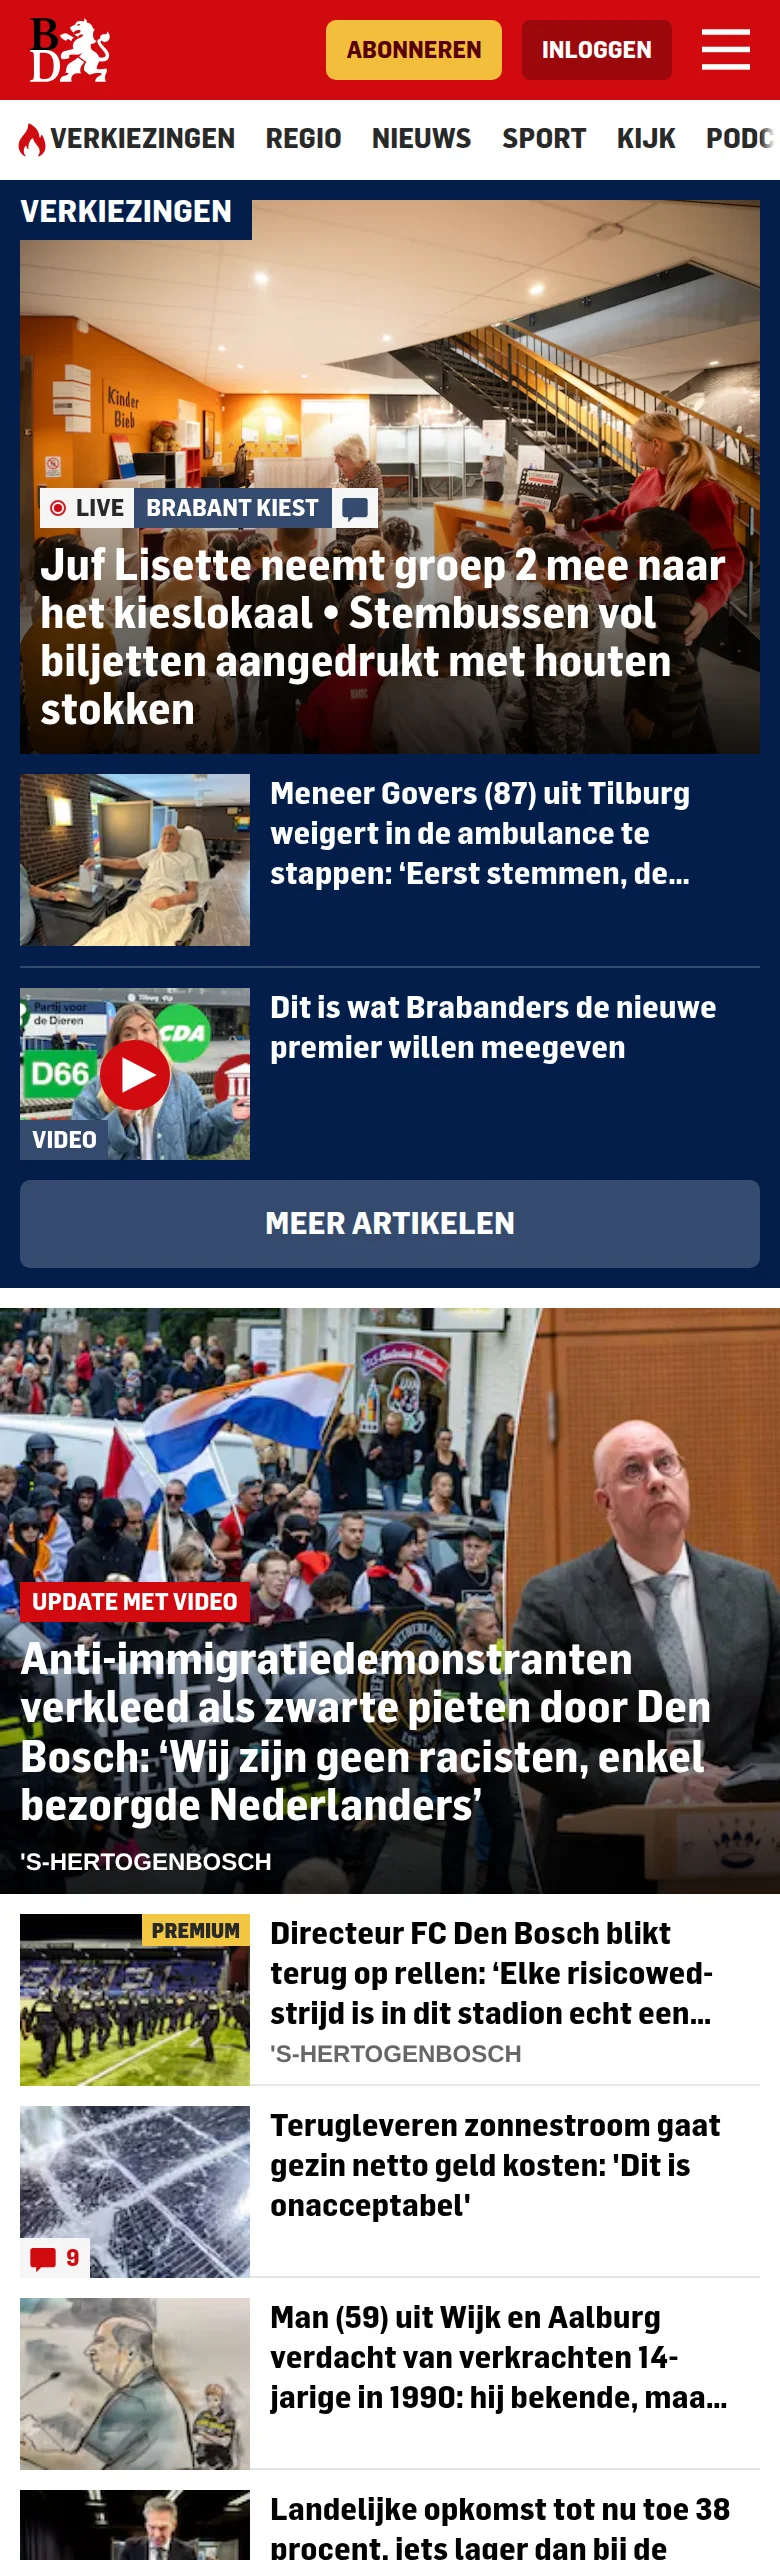 BD
ABONNEREN
INLOGGEN
VERKIEZINGEN REGIO NIEUWS SPORT KIJK PODC
VERKIEZINGEN
Kinder
Bieb
LIVE BRABANT KIEST
Juf Lisette neemt groep 2 mee naar
het kieslokaal • Stembussen vol
biljetten aangedrukt met houten
stokken
Meneer Govers (87) uit Tilburg
weigert in de ambulance te
stappen: ‘Eerst stemmen, de...
Partij voor
de Dieren
CDA
D66
VIDEO
Dit is wat Brabanders de nieuwe
premier willen meegeven
MEER ARTIKELEN
UPDATE MET VIDEO
Anti-immigratiedemonstranten
verkleed als zwarte pieten door Den
Bosch: ‘Wij zijn geen racisten, enkel
bezorgde Nederlanders’
'S-HERTOGENBOSCH
PREMIUM
Directeur FC Den Bosch blikt
terug op rellen: ‘Elke risicowed-
strijd is in dit stadion echt een...
'S-HERTOGENBOSCH
9
Terugleveren zonnestroom gaat
gezin netto geld kosten: 'Dit is
onacceptabel'
Man (59) uit Wijk en Aalburg
verdacht van verkrachten 14-
jarige in 1990: hij bekende, maa...
Landelijke opkomst tot nu toe 38
procent, iets lager dan bij de